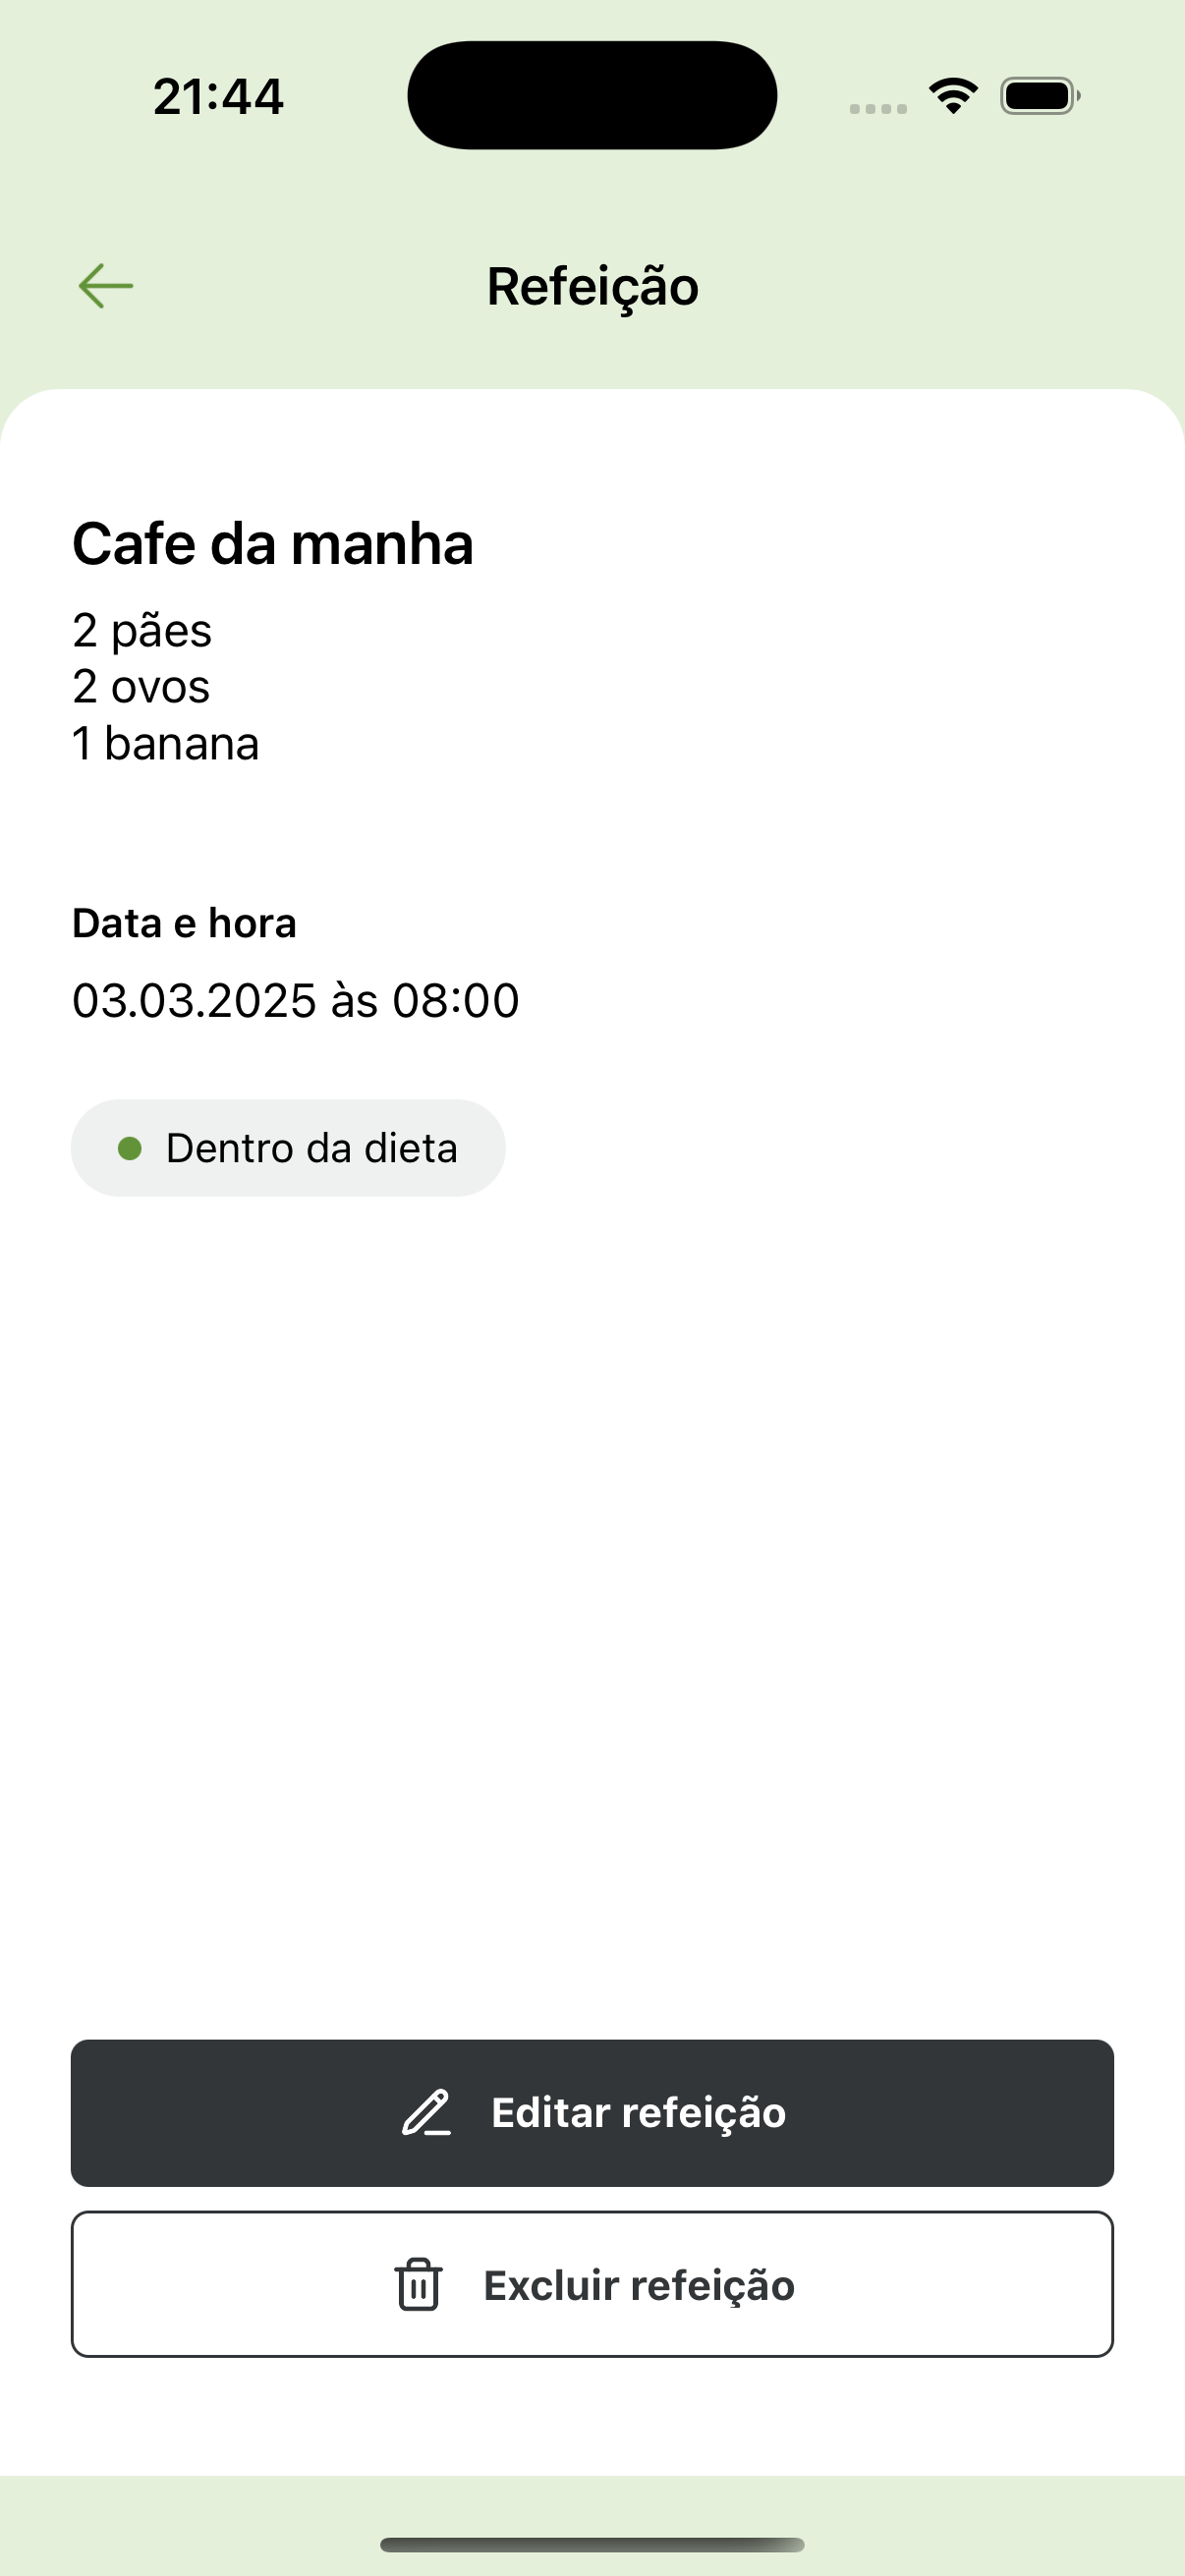 21:44
Refeição
Cafe da manha
2 pães
2 ovos
1 banana
Data e hora
03.03.2025 às 08:00
Dentro da dieta
Editar refeição
Excluir refeição